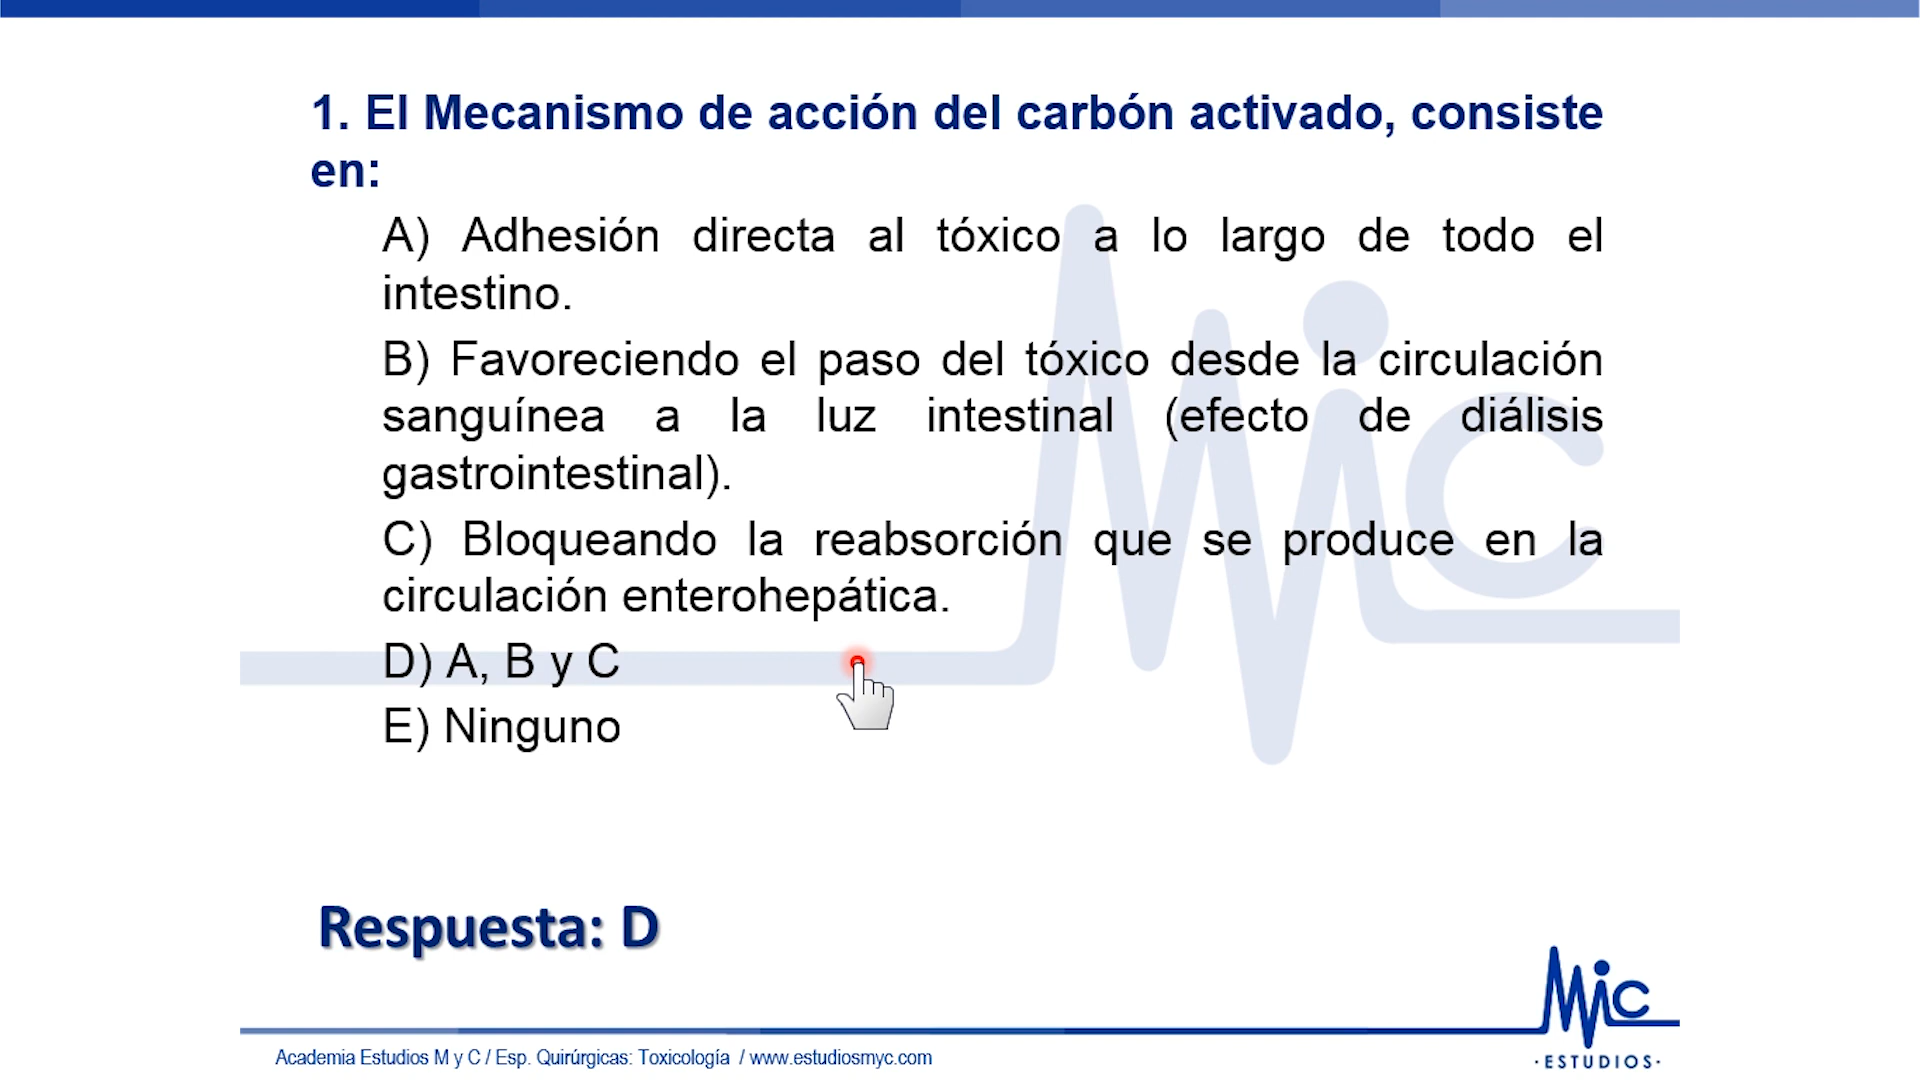 1. El Mecanismo de acción del carbón activado, consiste
en:
A) Adhesión directa al tóxico a lo largo de todo el
intestino.
B) Favoreciendo el paso del tóxico desde la circulación
sanguínea a la luz intestinal (efecto de diálisis
gastrointestinal).
C) Bloqueando la reabsorción que se produce en la
circulación enterohepática.
D) A, B y C
E) Ninguno
Respuesta: D
MiC
·ESTUDIOS·
Academia Estudios M y C / Esp. Quirúrgicas: Toxicología / www.estudiosmyc.com